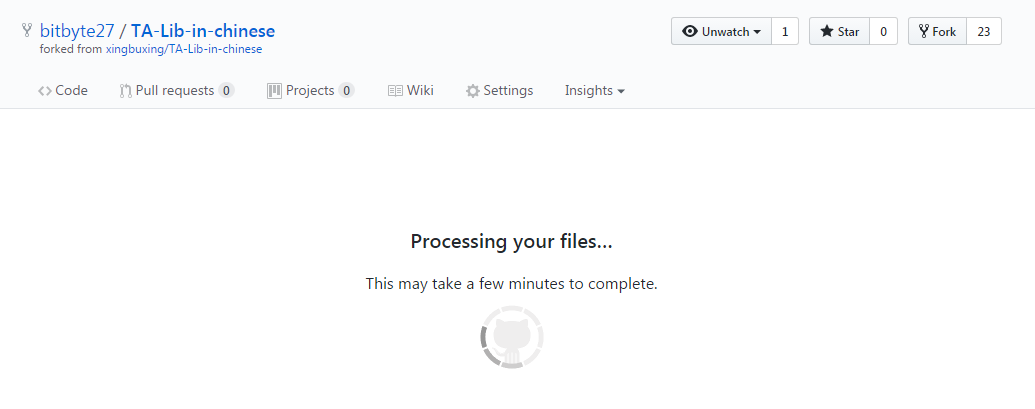 bitbyte27 / TA-Lib-in-chinese
Unwatch 1 Star 0 Fork 23
forked from xingbuxing/TA-Lib-in-chinese
Code Pull requests 0 Projects 0 Wiki Settings Insights
Processing your files…
This may take a few minutes to complete.